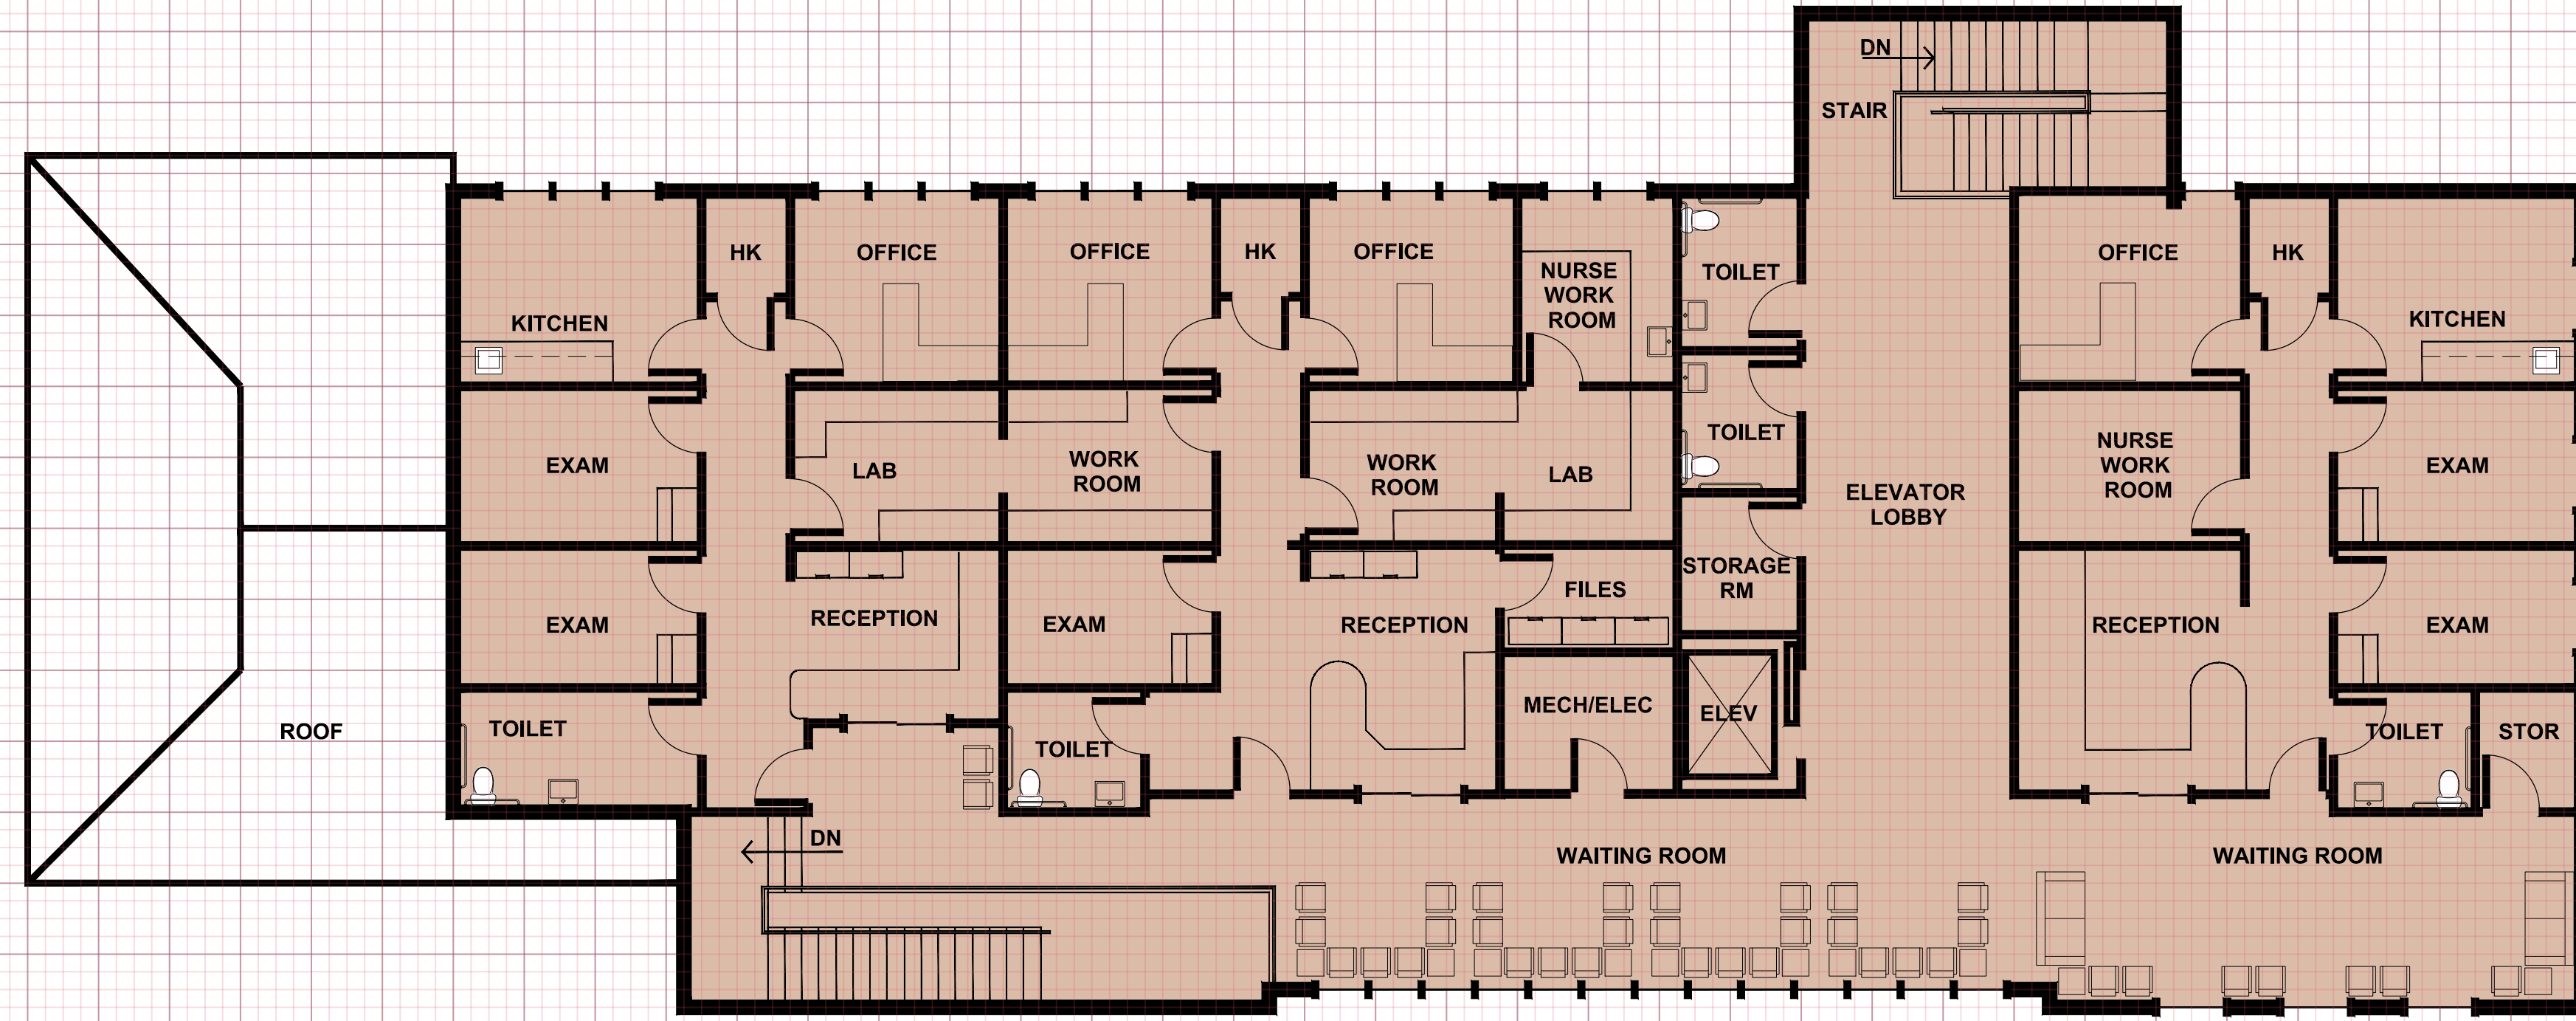 DN
STAIR
HK
OFFICE
OFFICE
HK
OFFICE
NURSE
WORK
ROOM
TOILET
OFFICE
HK
KITCHEN
KITCHEN
EXAM
LAB
WORK
ROOM
WORK
ROOM
LAB
TOILET
ELEVATOR
LOBBY
NURSE
WORK
ROOM
EXAM
EXAM
RECEPTION
EXAM
RECEPTION
FILES
STORAGE
RM
RECEPTION
EXAM
ROOF
TOILET
TOILET
MECH/ELEC
ELEV
TOILET
STOR
DN
WAITING ROOM
WAITING ROOM